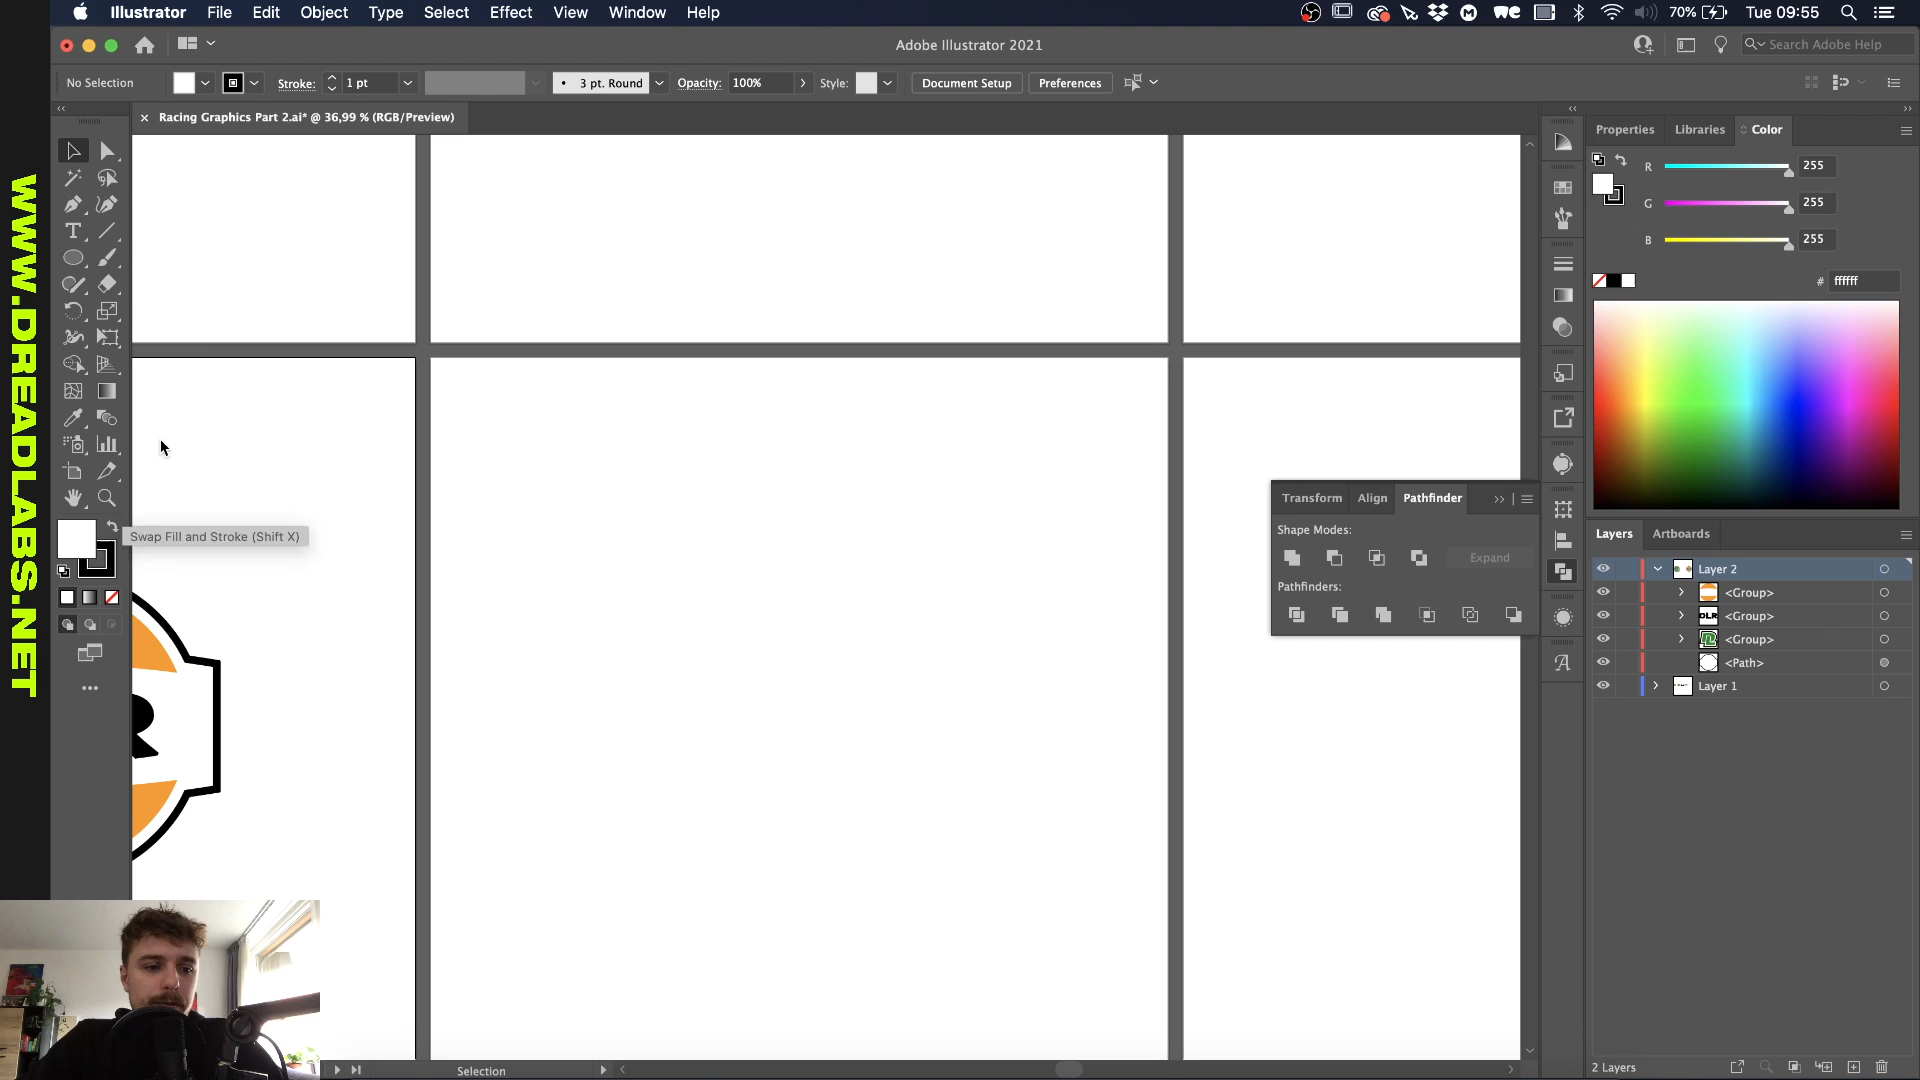 Illustrator File Edit Object Type Select Effect View Window Help
70% Tue 09:55
Adobe Illustrator 2021
Search Adobe Help
No Selection
Stroke: 1 pt
3 pt. Round
Opacity: 100%
Style:
Document Setup
Preferences
Racing Graphics Part 2.ai* @ 36,99 % (RGB/Preview)
Properties Libraries Color
R 255
G 255
B 255
# ffffff
WWW.DREADLABS.NET
Swap Fill and Stroke (Shift X)
R
Transform Align Pathfinder
Shape Modes:
Expand
Pathfinders:
Layers Artboards
Layer 2
<Group>
DLR <Group>
<Group>
<Path>
Layer 1
Selection
2 Layers